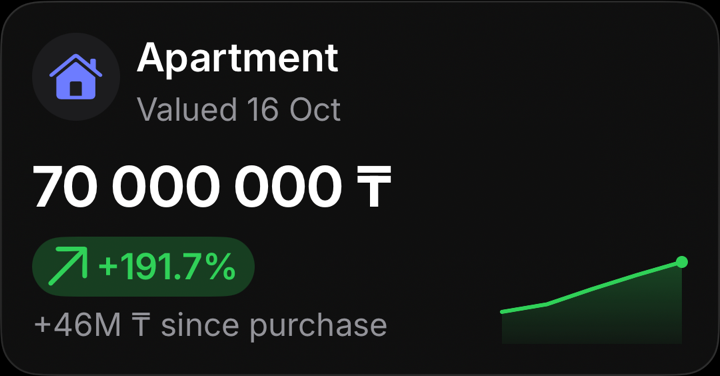 Apartment
Valued 16 Oct
70 000 000 ₸
+191.7%
+46M ₸ since purchase